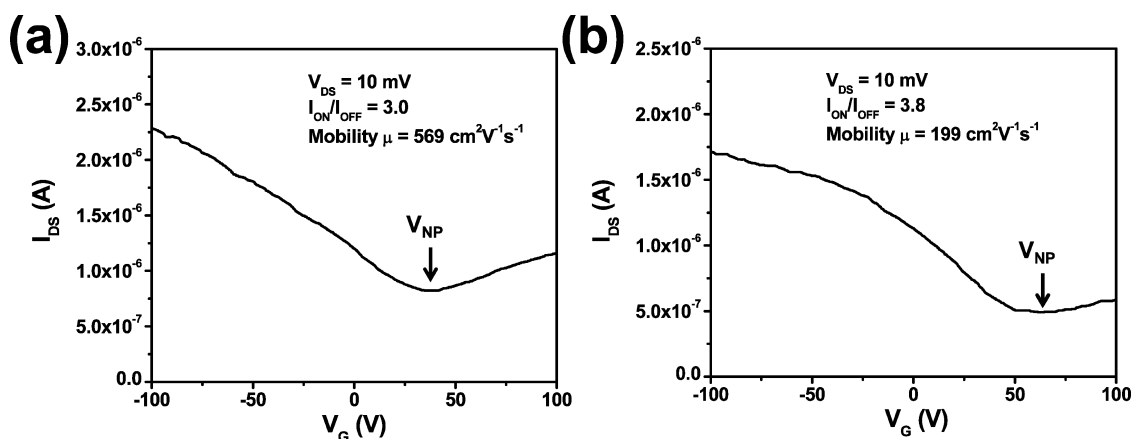 (a)
3.0x10⁻⁶
2.5x10⁻⁶
2.0x10⁻⁶
1.5x10⁻⁶
1.0x10⁻⁶
5.0x10⁻⁷
0.0
I_DS (A)
V_DS = 10 mV
I_ON/I_OFF = 3.0
Mobility μ = 569 cm²V⁻¹s⁻¹
V_NP
-100 -50 0 50 100
V_G (V)
(b)
2.5x10⁻⁶
2.0x10⁻⁶
1.5x10⁻⁶
1.0x10⁻⁶
5.0x10⁻⁷
0.0
I_DS (A)
V_DS = 10 mV
I_ON/I_OFF = 3.8
Mobility μ = 199 cm²V⁻¹s⁻¹
V_NP
-100 -50 0 50 100
V_G (V)